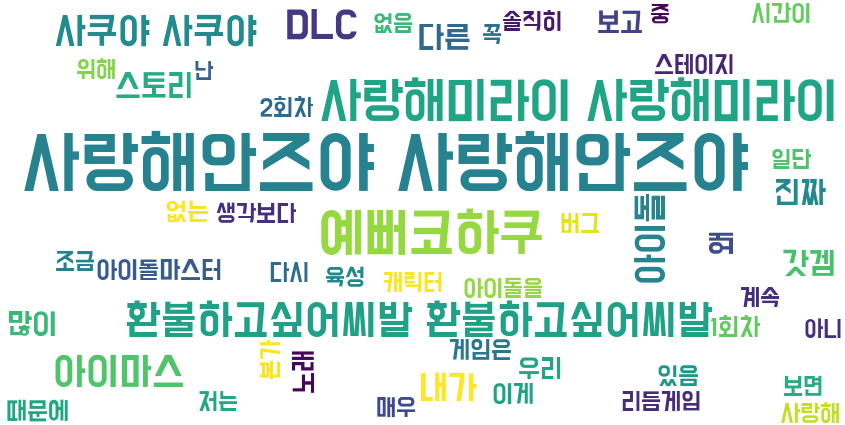 사쿠야 사쿠야
DLC
없음
다른
꼭
솔직히
보고
중
시간이
위해
스토리
난
스테이지
2회차
사랑해미라이 사랑해미라이
사랑해안즈야 사랑해안즈야
일단
진짜
없는
생각보다
예뻐코하쿠
버그
아이돌
왜
갓겜
조금
아이돌마스터
다시
육성
캐릭터
아이돌을
계속
많이
환불하고싶어씨발 환불하고싶어씨발
1회차
아니
아이마스
뭔가
노래
게임은
우리
내가
이게
있음
보면
때문에
저는
매우
리듬게임
사랑해